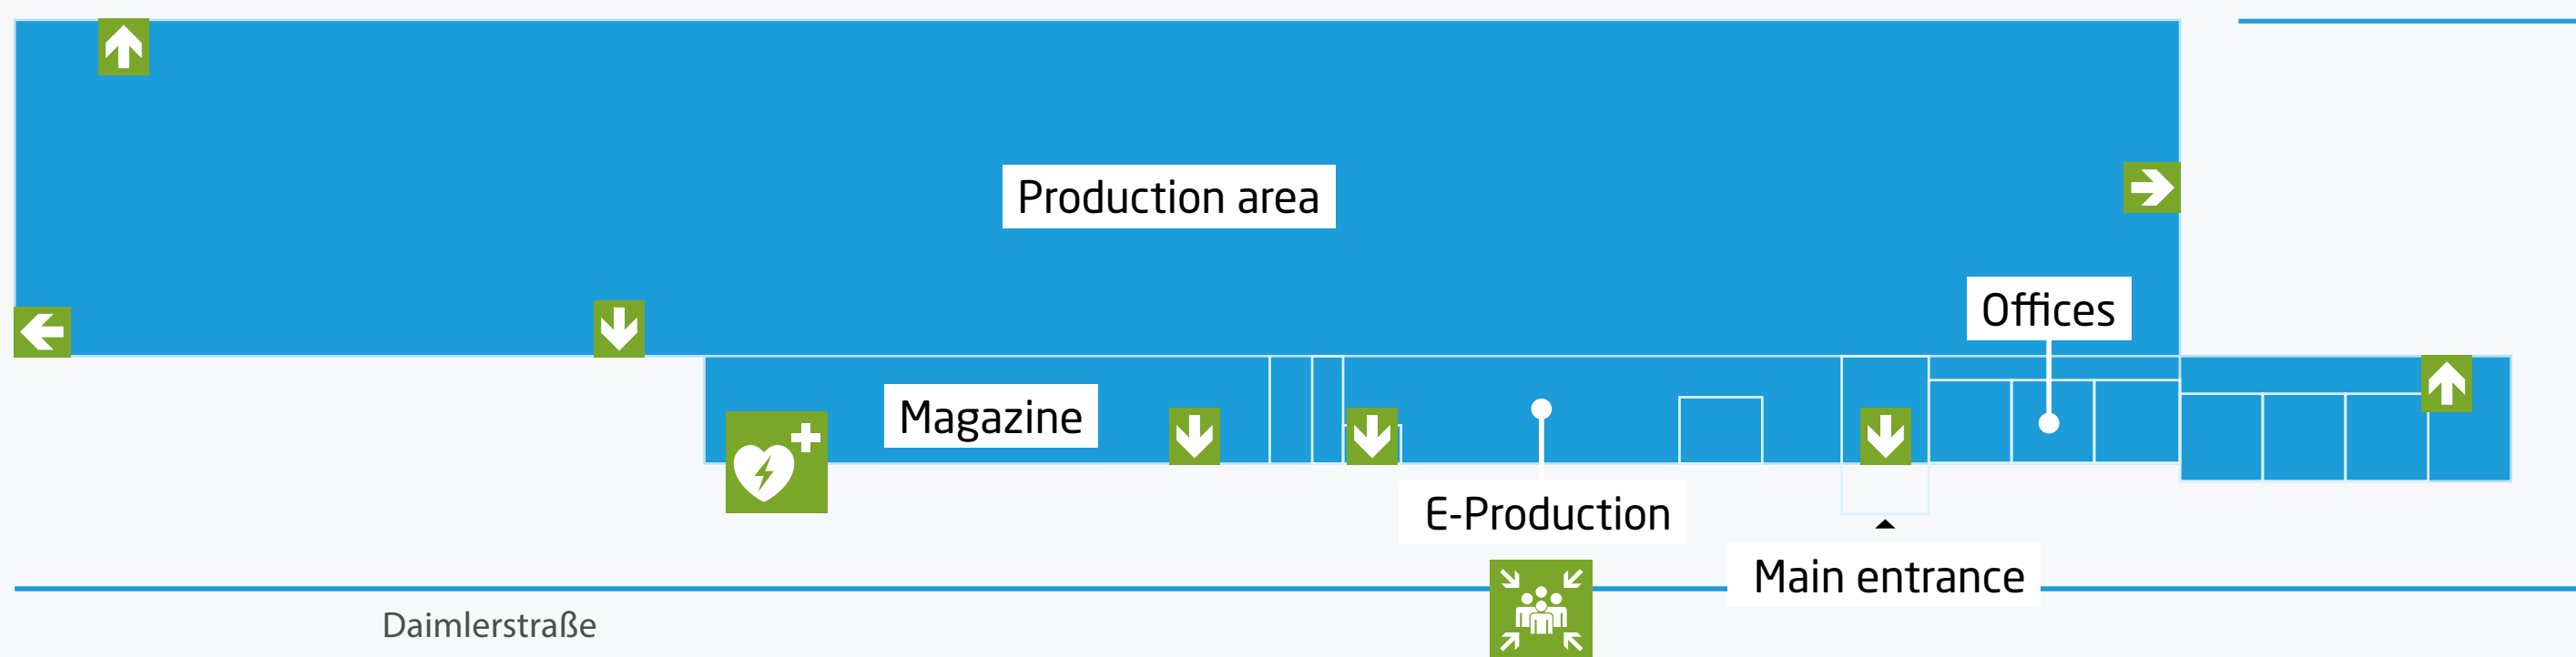 Production area
Offices
Magazine
E-Production
Main entrance
Daimlerstraße